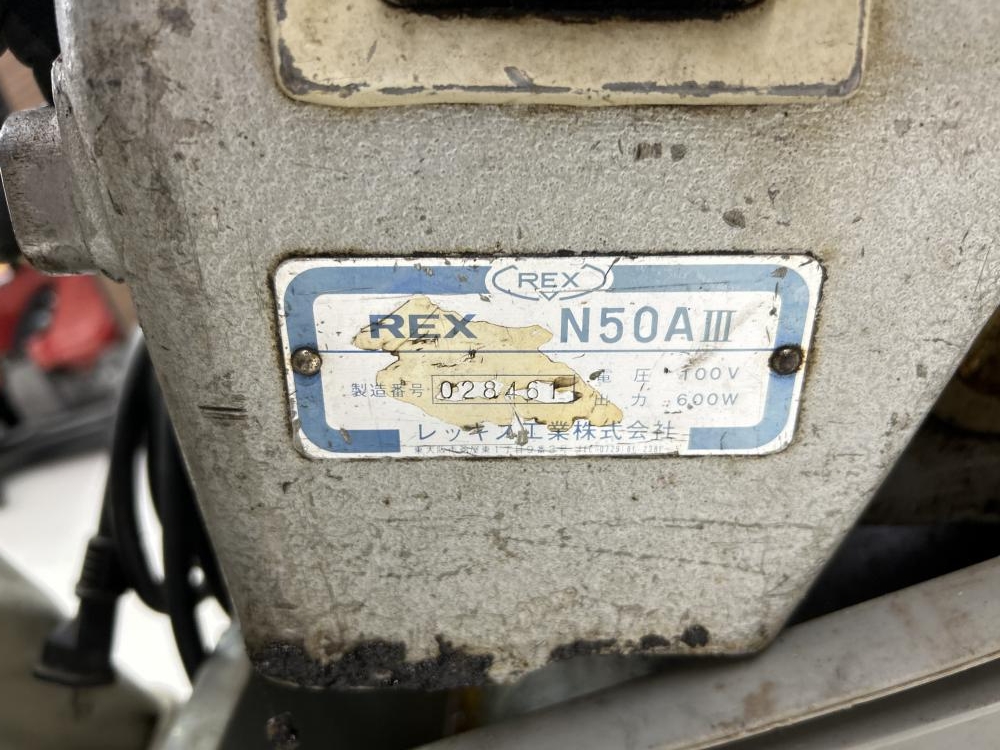 REX
REX N50AⅢ
電圧 100V
製造番号 028461
出力 600W
レッキス工業株式会社